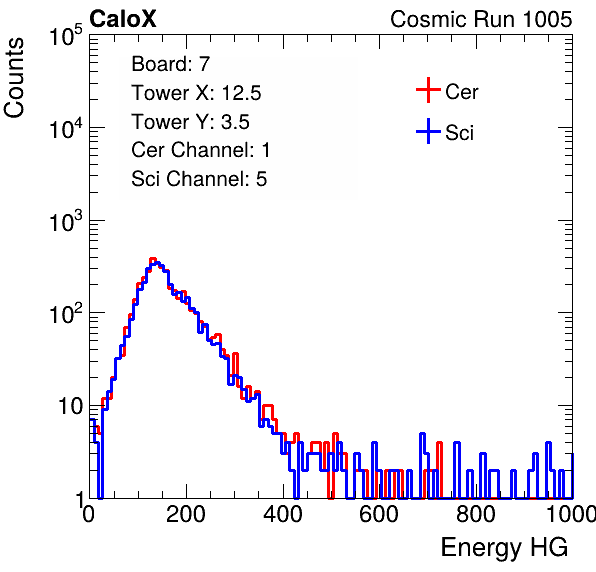 CaloX Cosmic Run 1005
Counts
Board: 7
Tower X: 12.5
Tower Y: 3.5
Cer Channel: 1
Sci Channel: 5
Cer
Sci
10^5
10^4
10^3
10^2
10
1
0 200 400 600 800 1000
Energy HG